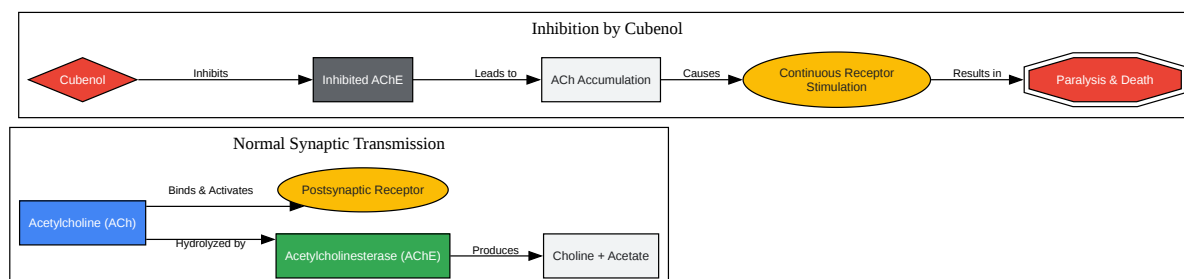 Inhibition by Cubenol
Cubenol
Inhibits
Inhibited AChE
Leads to
ACh Accumulation
Causes
Continuous Receptor
Stimulation
Results in
Paralysis & Death
Normal Synaptic Transmission
Acetylcholine (ACh)
Binds & Activates
Postsynaptic Receptor
Hydrolyzed by
Acetylcholinesterase (AChE)
Produces
Choline + Acetate